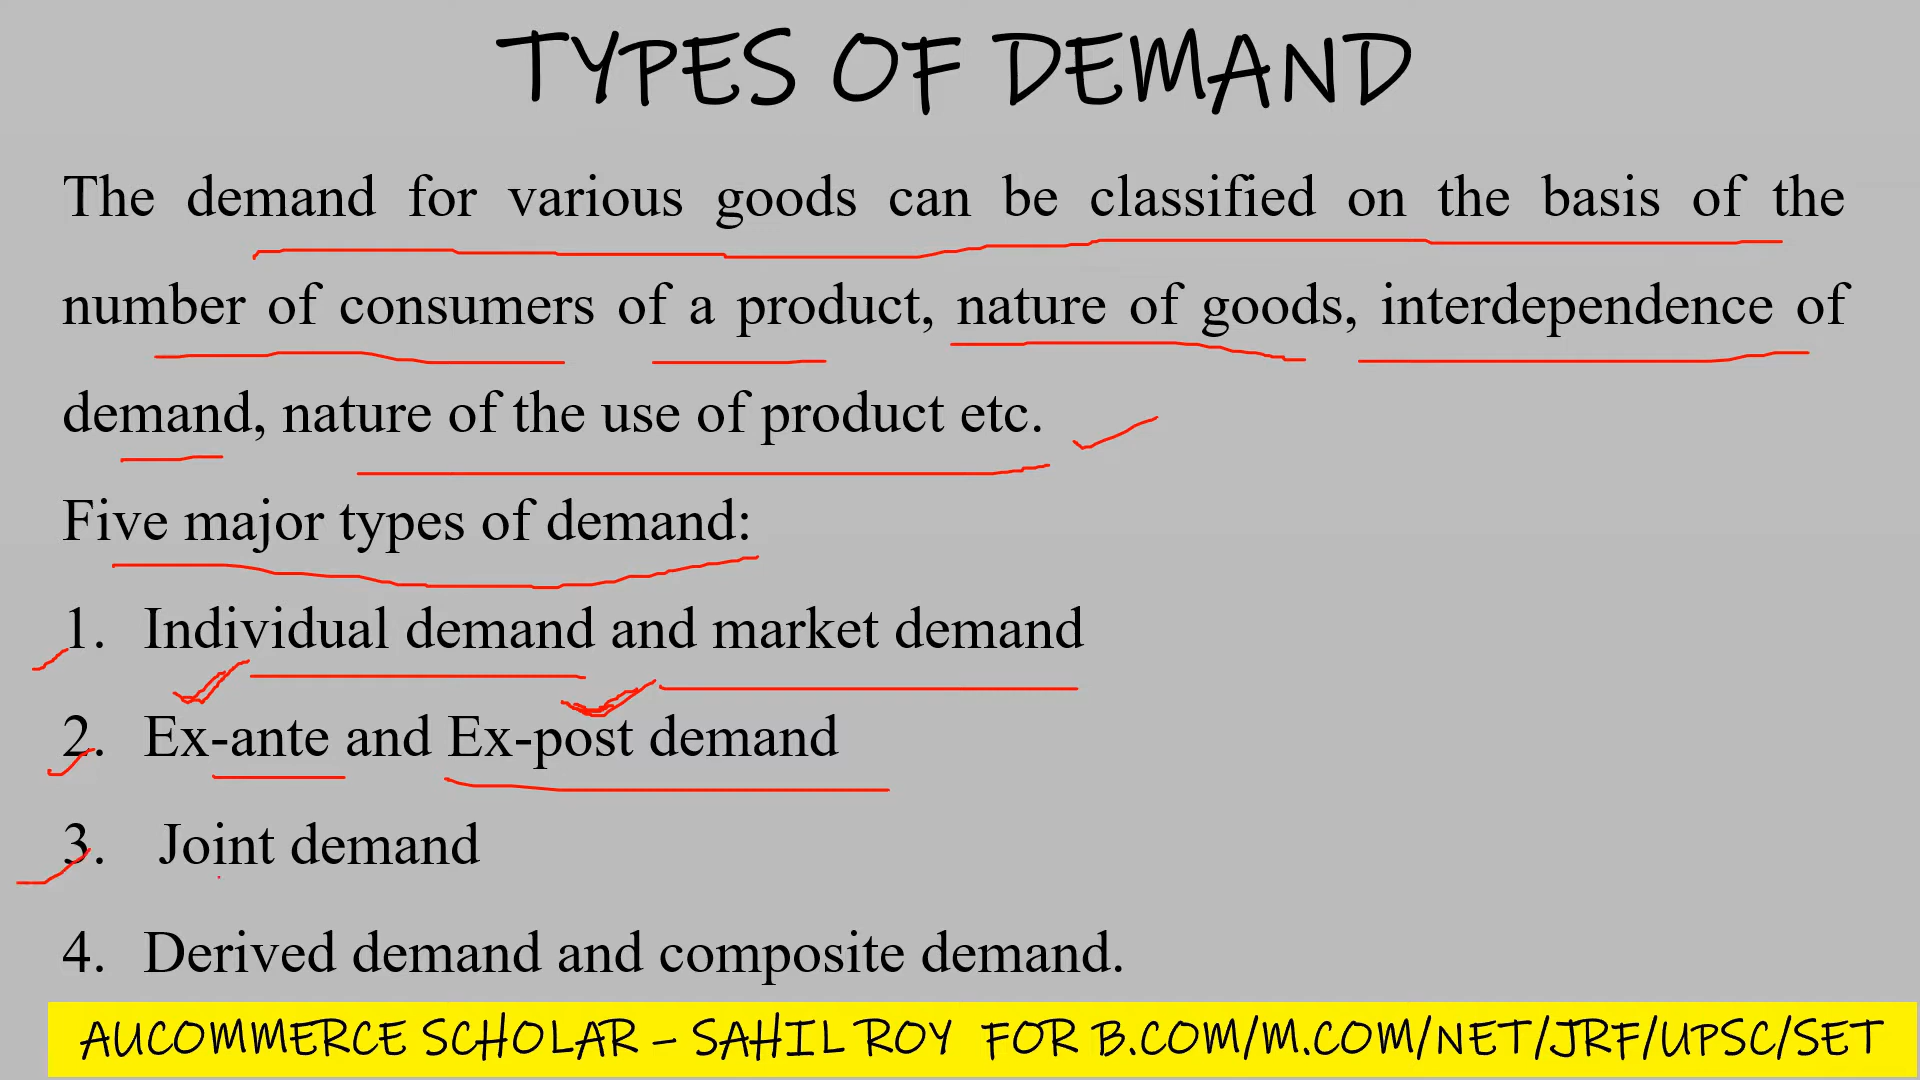 TYPES OF DEMAND
The demand for various goods can be classified on the basis of the
number of consumers of a product, nature of goods, interdependence of
demand, nature of the use of product etc.
Five major types of demand:
1. Individual demand and market demand
2. Ex-ante and Ex-post demand
3. Joint demand
4. Derived demand and composite demand.
AUCOMMERCE SCHOLAR – SAHIL ROY FOR B.COM/M.COM/NET/JRF/UPSC/SET